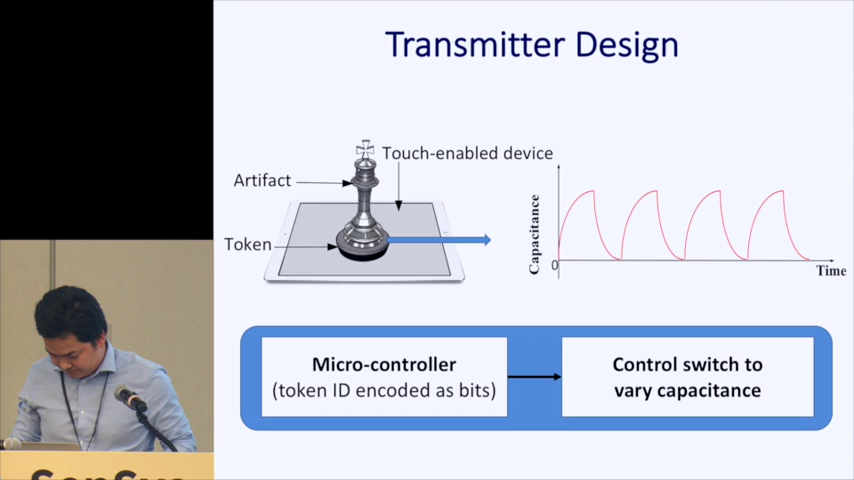 Transmitter Design
Touch-enabled device
Artifact
Token
Capacitance
0
Time
Micro-controller
(token ID encoded as bits)
Control switch to
vary capacitance
SenSys